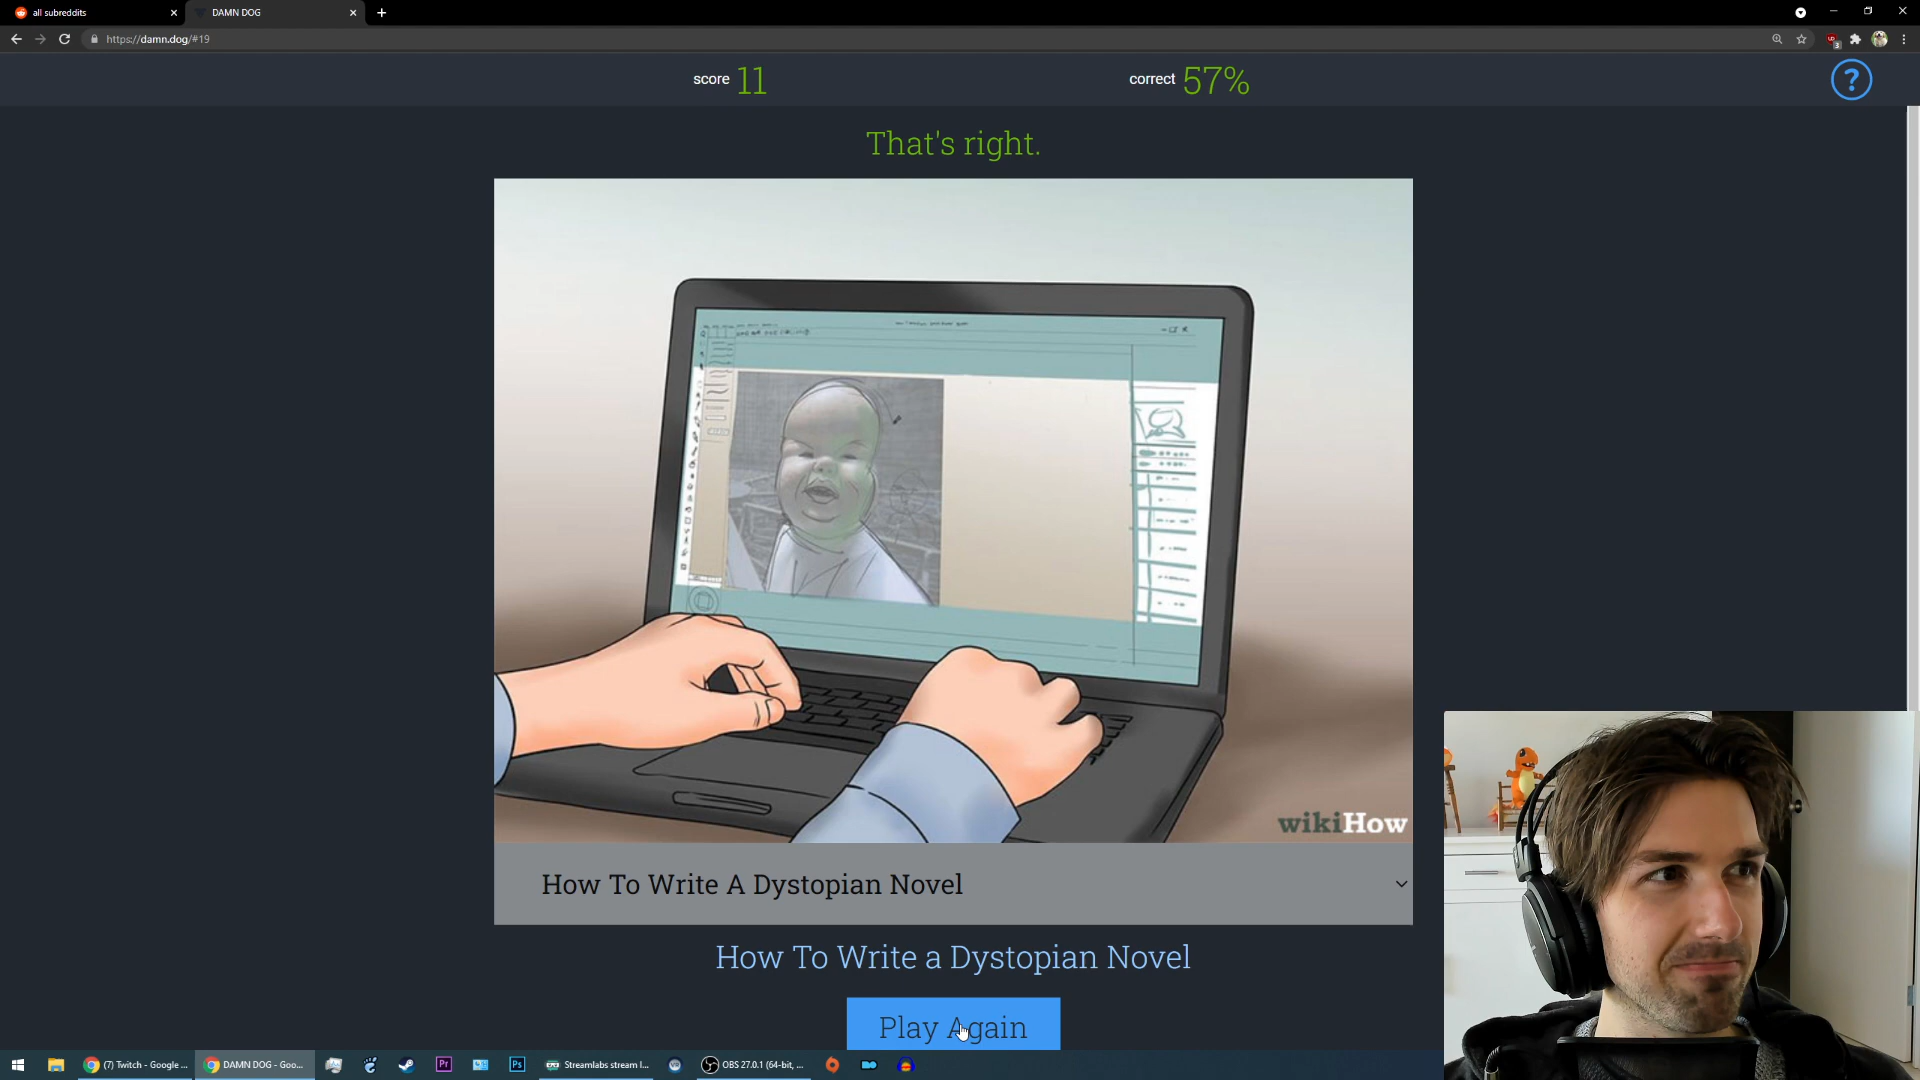 all subreddits
DAMN DOG
https://damn.dog/#19
score 11
correct 57%
?
That's right.
wikiHow
How To Write A Dystopian Novel
How To Write a Dystopian Novel
Play Again
(7) Twitch - Google ...
DAMN DOG - Goo...
Pr
Ps
Streamlabs stream l...
OBS 27.0.1 (64-bit, ...